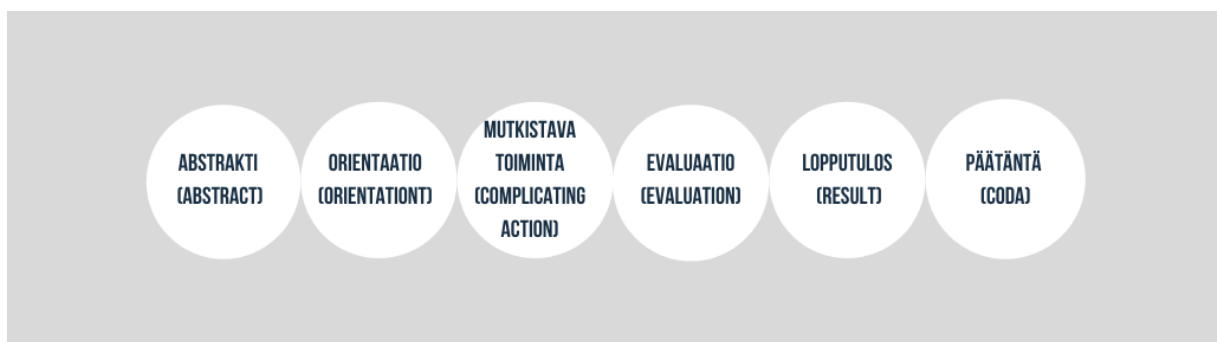 ABSTRAKTI
(ABSTRACT)
ORIENTAATIO
(ORIENTATIONT)
MUTKISTAVA
TOIMINTA
(COMPLICATING
ACTION)
EVALUAATIO
(EVALUATION)
LOPPUTULOS
(RESULT)
PÄÄTÄNTÄ
(CODA)